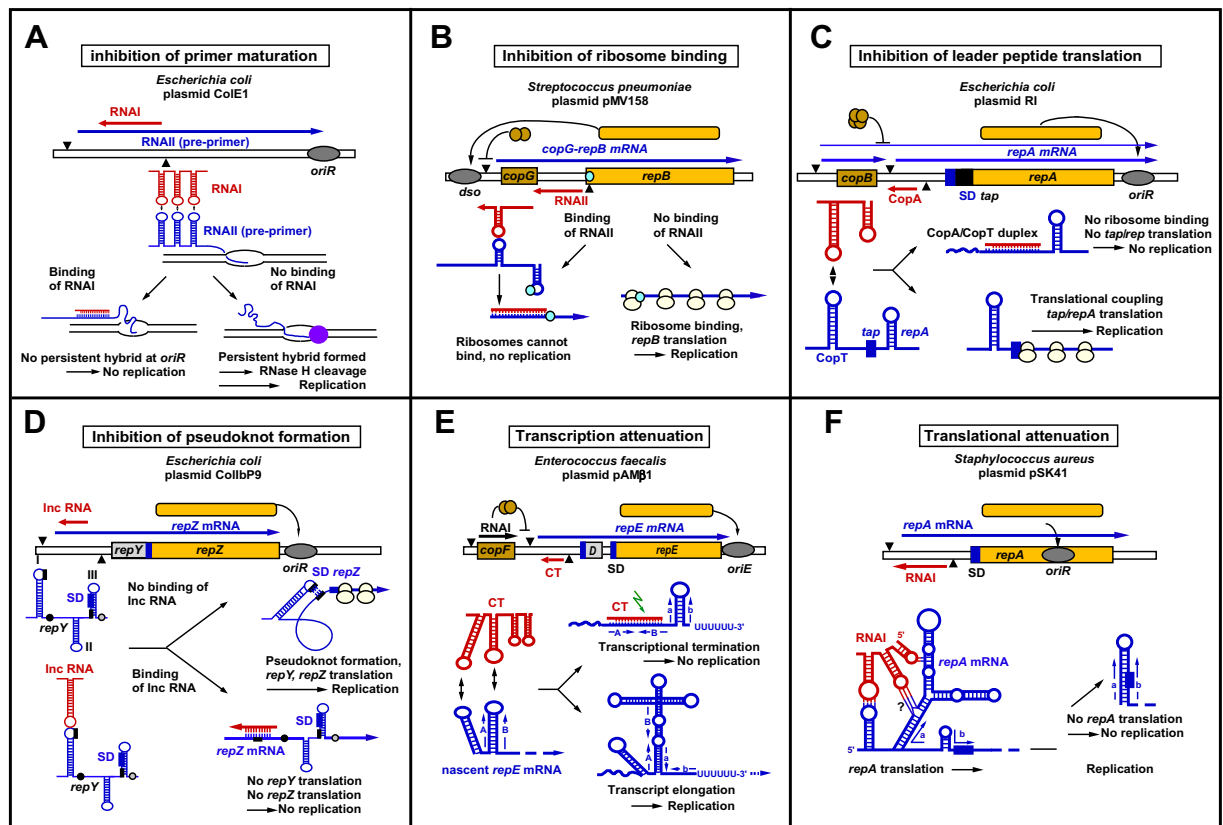 A
inhibition of primer maturation
Escherichia coli
plasmid ColE1
RNAI
RNAII (pre-primer)
oriR
RNAI
RNAII (pre-primer)
Binding
of RNAI
No binding
of RNAI
No persistent hybrid at oriR
No replication
Persistent hybrid formed
RNase H cleavage
Replication
B
Inhibition of ribosome binding
Streptococcus pneumoniae
plasmid pMV158
copG-repB mRNA
copG
repB
dso
RNAII
Binding
of RNAII
No binding
of RNAII
Ribosomes cannot
bind, no replication
Ribosome binding,
repB translation
Replication
C
Inhibition of leader peptide translation
Escherichia coli
plasmid RI
repA mRNA
copB
repA
CopA
SD tap
oriR
CopA/CopT duplex
No ribosome binding
No tap/rep translation
No replication
tap
repA
CopT
Translational coupling
tap/repA translation
Replication
D
Inhibition of pseudoknot formation
Escherichia coli
plasmid CollbP9
Inc RNA
repZ mRNA
repY
repZ
oriR
I
III
SD
repY
II
No binding of
Inc RNA
SD repZ
Pseudoknot formation,
repY, repZ translation
Replication
Inc RNA
Binding
of Inc RNA
SD
repY
SD
repZ mRNA
No repY translation
No repZ translation
No replication
E
Transcription attenuation
Enterococcus faecalis
plasmid pAMβ1
RNAI
repE mRNA
copF
D
repE
CT
SD
oriE
CT
CT
A B
a b
UUUUUU-3'
Transcriptional termination
No replication
A B
nascent repE mRNA
B
A a
b
UUUUUU-3'
Transcript elongation
Replication
F
Translational attenuation
Staphylococcus aureus
plasmid pSK41
repA mRNA
repA
oriR
RNAI
SD
RNAI
5'
repA mRNA
?
a
b
5'
a b
repA translation
No repA translation
No replication
Replication